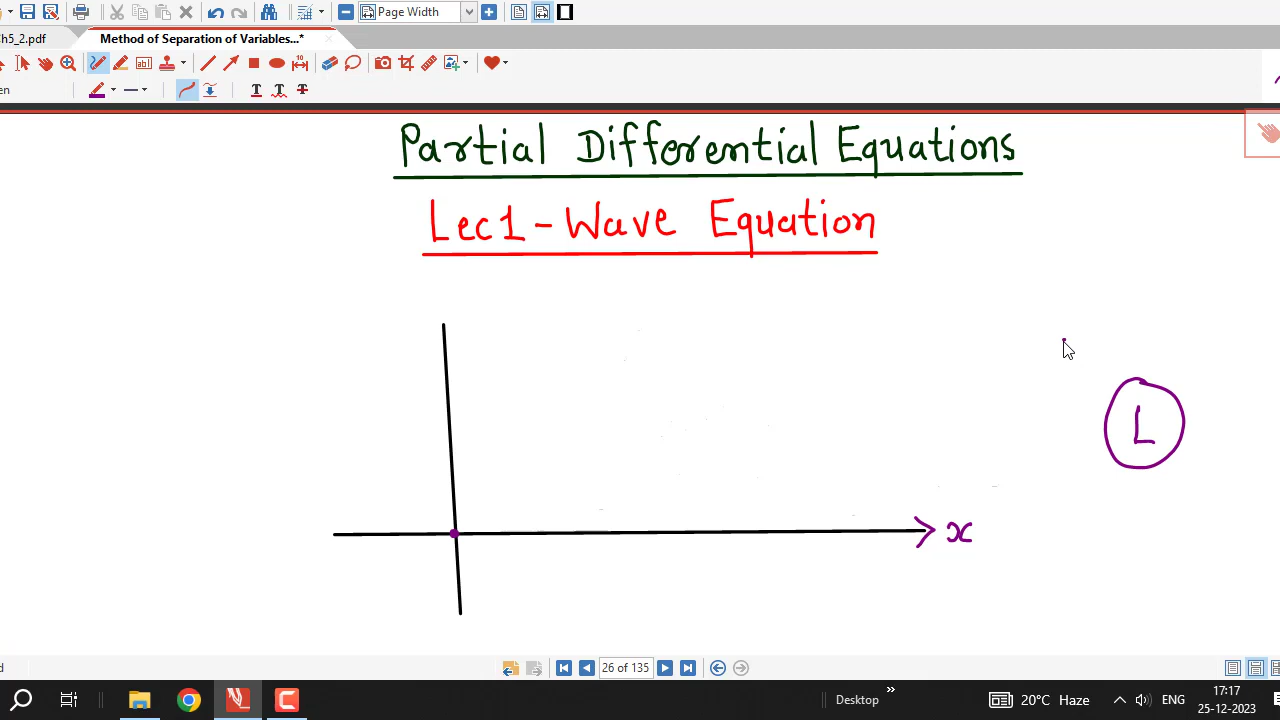 Page Width
Ch5_2.pdf
Method of Separation of Variables...*
Partial Differential Equations
Lec1-Wave Equation
L
x
26 of 135
Desktop
»
20°C Haze
ENG
17:17
25-12-2023